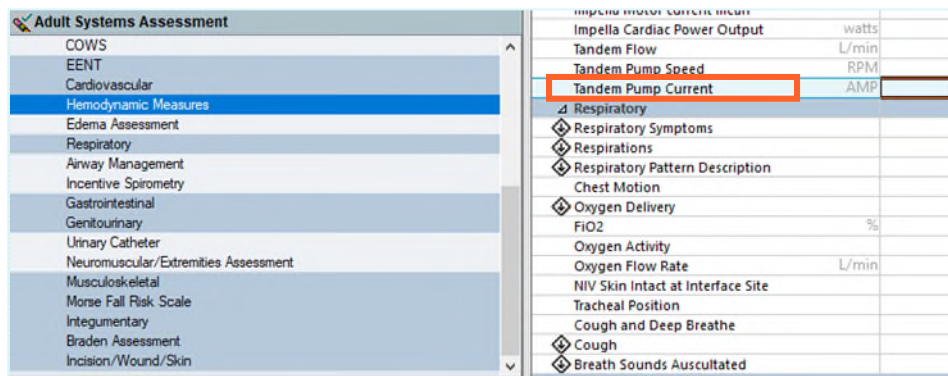 Adult Systems Assessment
COWS
EENT
Cardiovascular
Hemodynamic Measures
Edema Assessment
Respiratory
Airway Management
Incentive Spirometry
Gastrointestinal
Genitourinary
Urinary Catheter
Neuromuscular/Extremities Assessment
Musculoskeletal
Morse Fall Risk Scale
Integumentary
Braden Assessment
Incision/Wound/Skin
Impella Motor Current Mean
Impella Cardiac Power Output watts
Tandem Flow L/min
Tandem Pump Speed RPM
Tandem Pump Current AMP
Respiratory
Respiratory Symptoms
Respirations
Respiratory Pattern Description
Chest Motion
Oxygen Delivery
FiO2 %
Oxygen Activity
Oxygen Flow Rate L/min
NIV Skin Intact at Interface Site
Tracheal Position
Cough and Deep Breathe
Cough
Breath Sounds Auscultated